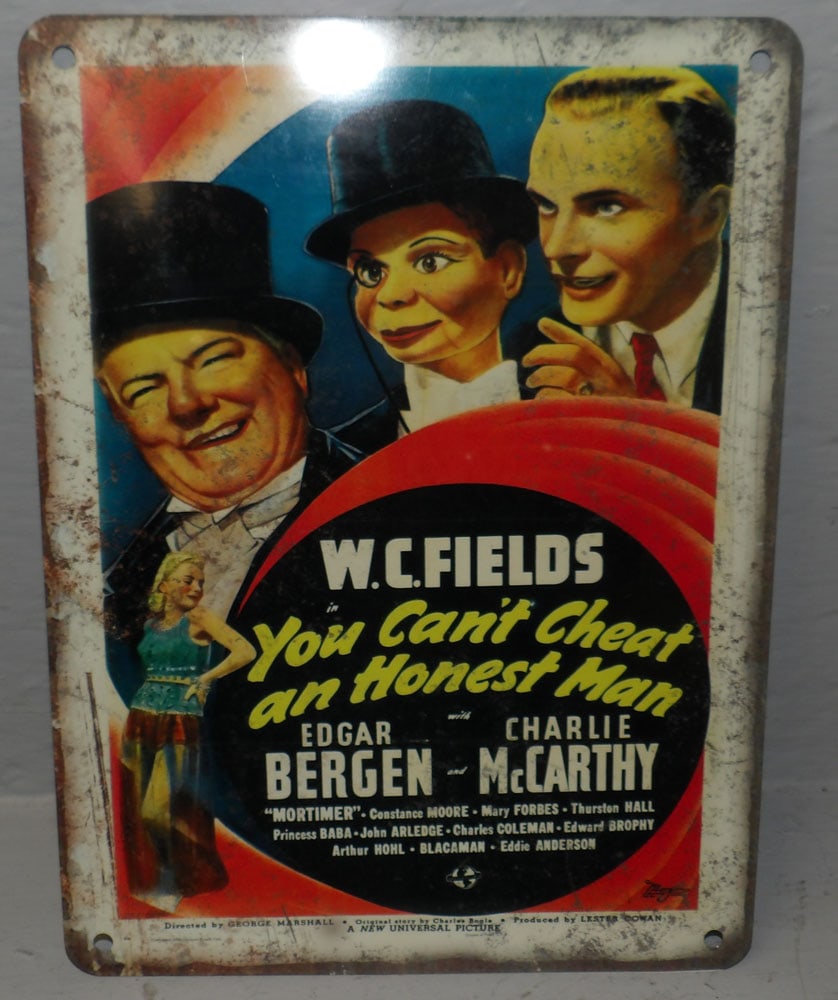 W.C.FIELDS
in
You Can't Cheat
an Honest Man
with
EDGAR BERGEN and CHARLIE McCARTHY
"MORTIMER" • Constance MOORE • Mary FORBES • Thurston HALL
Princess BABA • John ARLEDGE • Charles COLEMAN • Edward BROPHY
Arthur HOHL • BLACAMAN • Eddie ANDERSON
Directed by GEORGE MARSHALL • Original story by Charles Bogle • Produced by LESTER COWAN
A NEW UNIVERSAL PICTURE